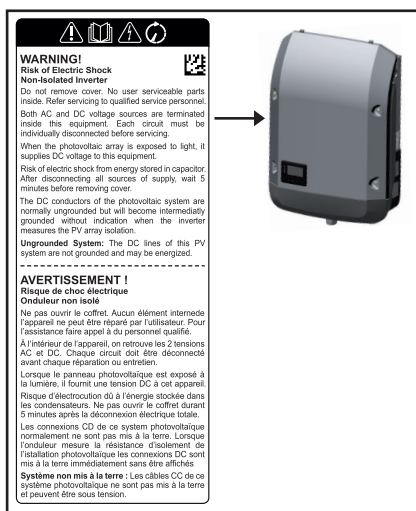 WARNING!
Risk of Electric Shock
Non-Isolated Inverter
Do not remove cover. No user serviceable parts
inside. Refer servicing to qualified service personnel.
Both AC and DC voltage sources are terminated
inside this equipment. Each circuit must be
individually disconnected before servicing.
When the photovoltaic array is exposed to light, it
supplies DC voltage to this equipment.
Risk of electric shock from energy stored in capacitor.
After disconnecting all sources of supply, wait 5
minutes before removing cover.
The DC conductors of the photovoltaic system are
normally ungrounded but will become intermediatly
grounded without indication when the inverter
measures the PV array isolation.
Ungrounded System: The DC lines of this PV
system are not grounded and may be energized.
AVERTISSEMENT !
Risque de choc électrique
Onduleur non isolé
Ne pas ouvrir le coffret. Aucun élément internede
l'appareil ne peut être réparé par l'utilisateur. Pour
l'assistance faire appel à du personnel qualifié.
À l'intérieur de l'appareil, on retrouve les 2 tensions
AC et DC. Chaque circuit doit être déconnecté
avant chaque réparation ou entretien.
Lorsque le panneau photovoltaïque est exposé à
la lumière, il fournit une tension DC à cet appareil.
Risque d'électrocution dû à l'énergie stockée dans
les condensateurs. Ne pas ouvrir le coffret durant
5 minutes après la déconnexion électrique totale.
Les connexions CD de ce system photovoltaïque
normalement ne sont pas mis à la terre. Lorsque
l'onduleur mesure la résistance d'isolement de
l'istallation photovoltaïque les connexions DC sont
mis à la terre immédiatement sans être affichés
Système non mis à la terre : Les câbles CC de ce
système photovoltaïque ne sont pas mis à la terre
et peuvent être sous tension.